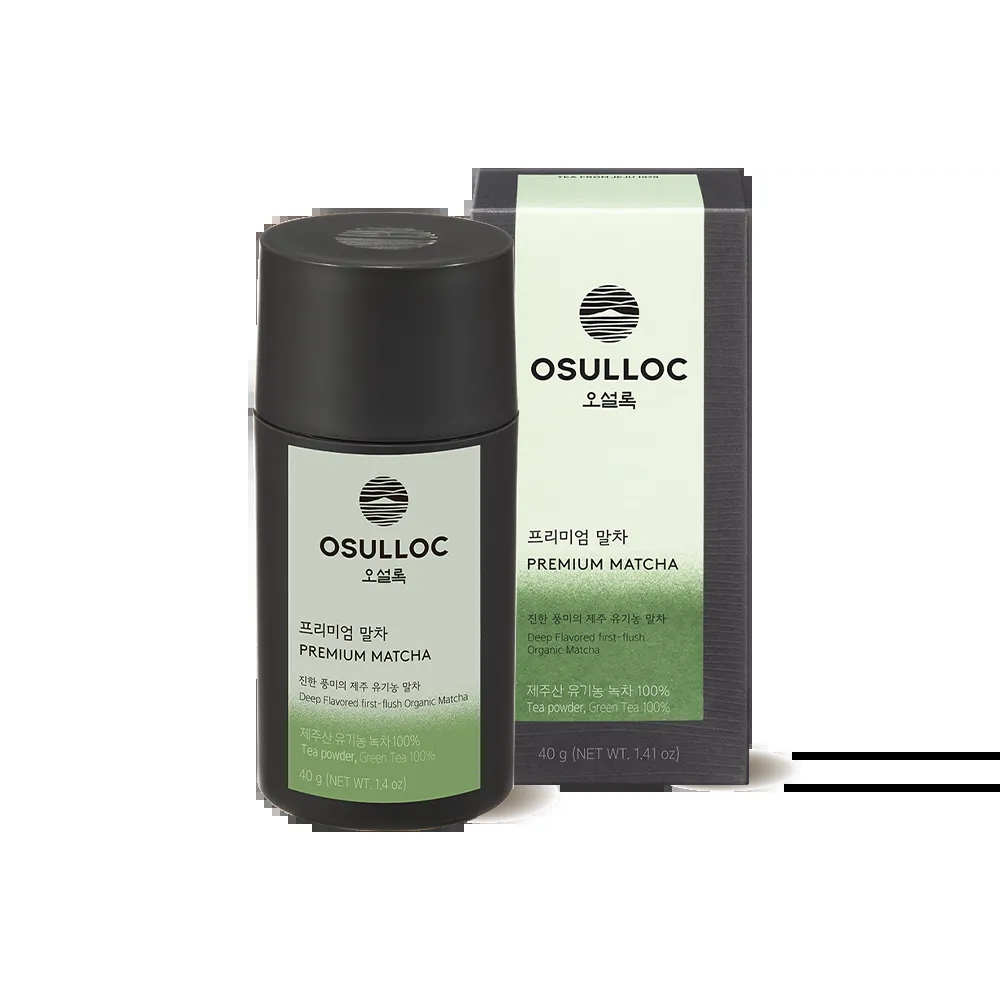 OSULLOC
오설록
프리미엄 말차
PREMIUM MATCHA
진한 풍미의 제주 유기농 말차
Deep Flavored first-flush Organic Matcha
제주산 유기농 녹차100%
Tea powder, Green Tea 100%
40 g (NET WT. 1.4 oz)
TEA FROM JEJU 1979
OSULLOC
오설록
프리미엄 말차
PREMIUM MATCHA
진한 풍미의 제주 유기농 말차
Deep Flavored first-flush
Organic Matcha
제주산 유기농 녹차 100%
Tea powder, Green Tea 100%
40 g (NET WT. 1.41 oz)